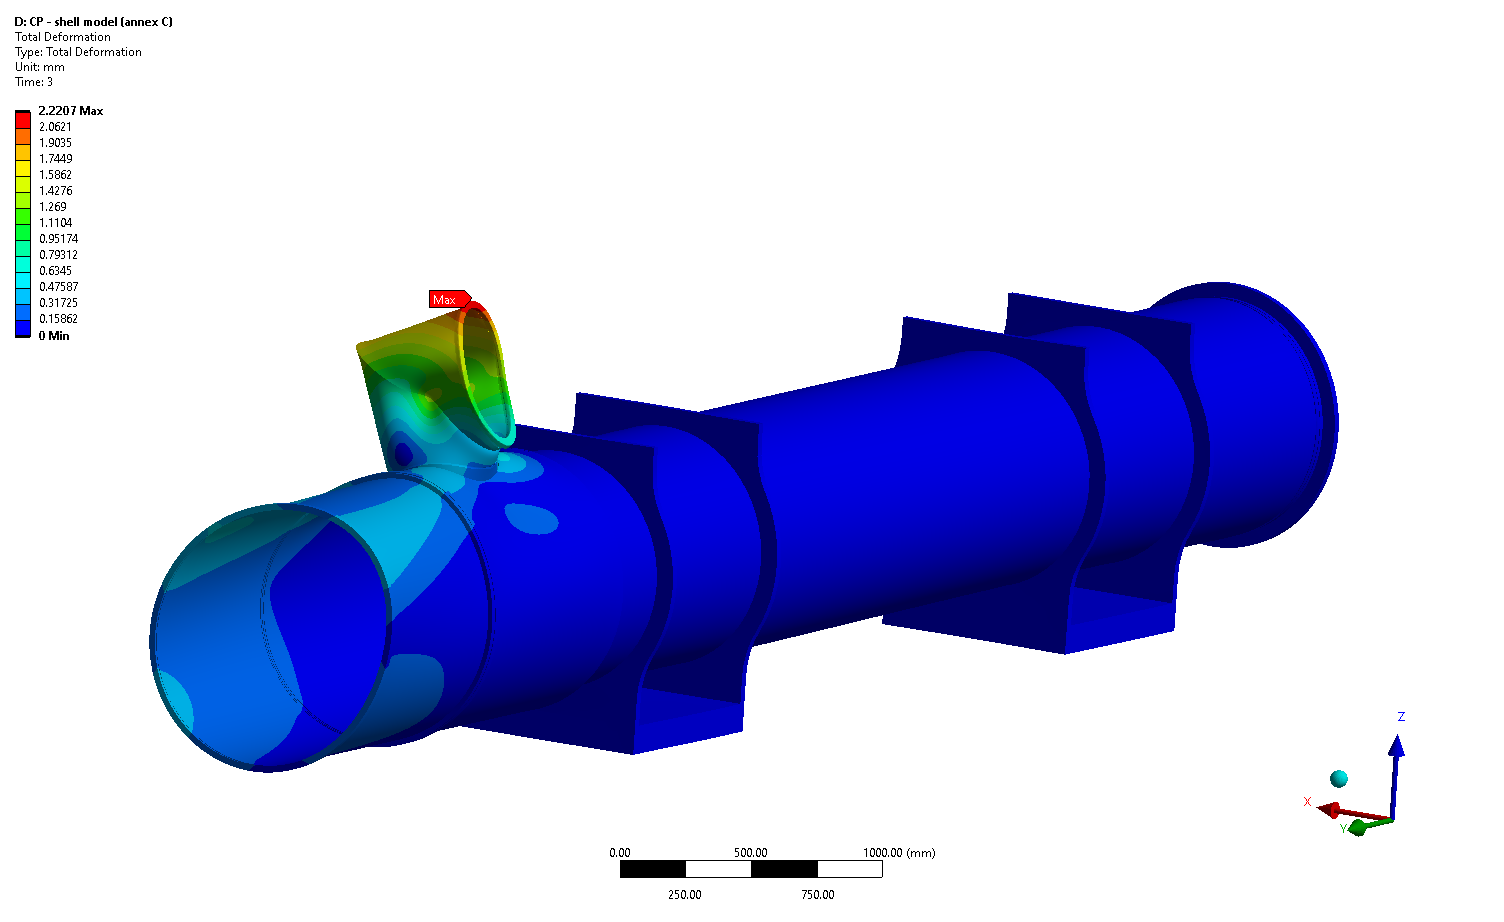 D: CP - shell model (annex C)
Total Deformation
Type: Total Deformation
Unit: mm
Time: 3
2.2207 Max
2.0621
1.9035
1.7449
1.5862
1.4276
1.269
1.1104
0.95174
0.79312
0.6345
0.47587
0.31725
0.15862
0 Min
Max
Z
X
Y
0.00 500.00 1000.00 (mm)
250.00 750.00